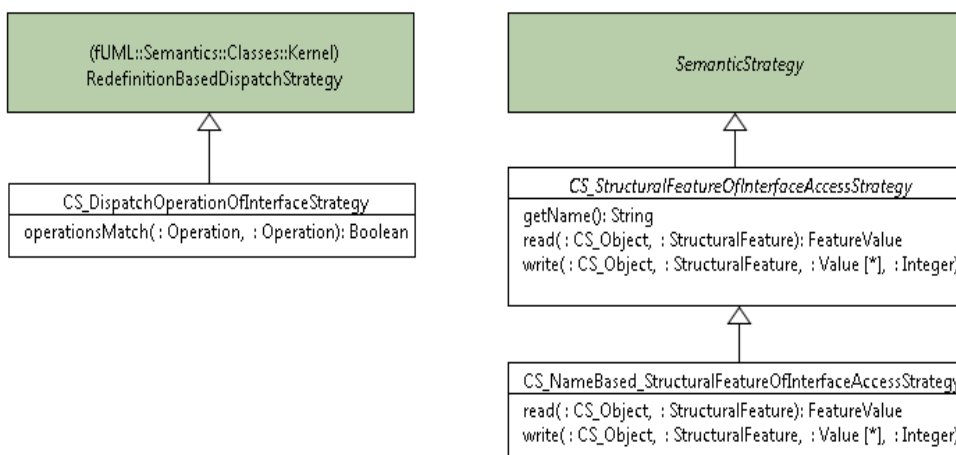 (fUML::Semantics::Classes::Kernel)
RedefinitionBasedDispatchStrategy
CS_DispatchOperationOfInterfaceStrategy
operationsMatch( : Operation, : Operation): Boolean
SemanticStrategy
CS_StructuralFeatureOfInterfaceAccessStrategy
getName(): String
read( : CS_Object, : StructuralFeature): FeatureValue
write( : CS_Object, : StructuralFeature, : Value [*], : Integer)
CS_NameBased_StructuralFeatureOfInterfaceAccessStrategy
read( : CS_Object, : StructuralFeature): FeatureValue
write( : CS_Object, : StructuralFeature, : Value [*], : Integer)